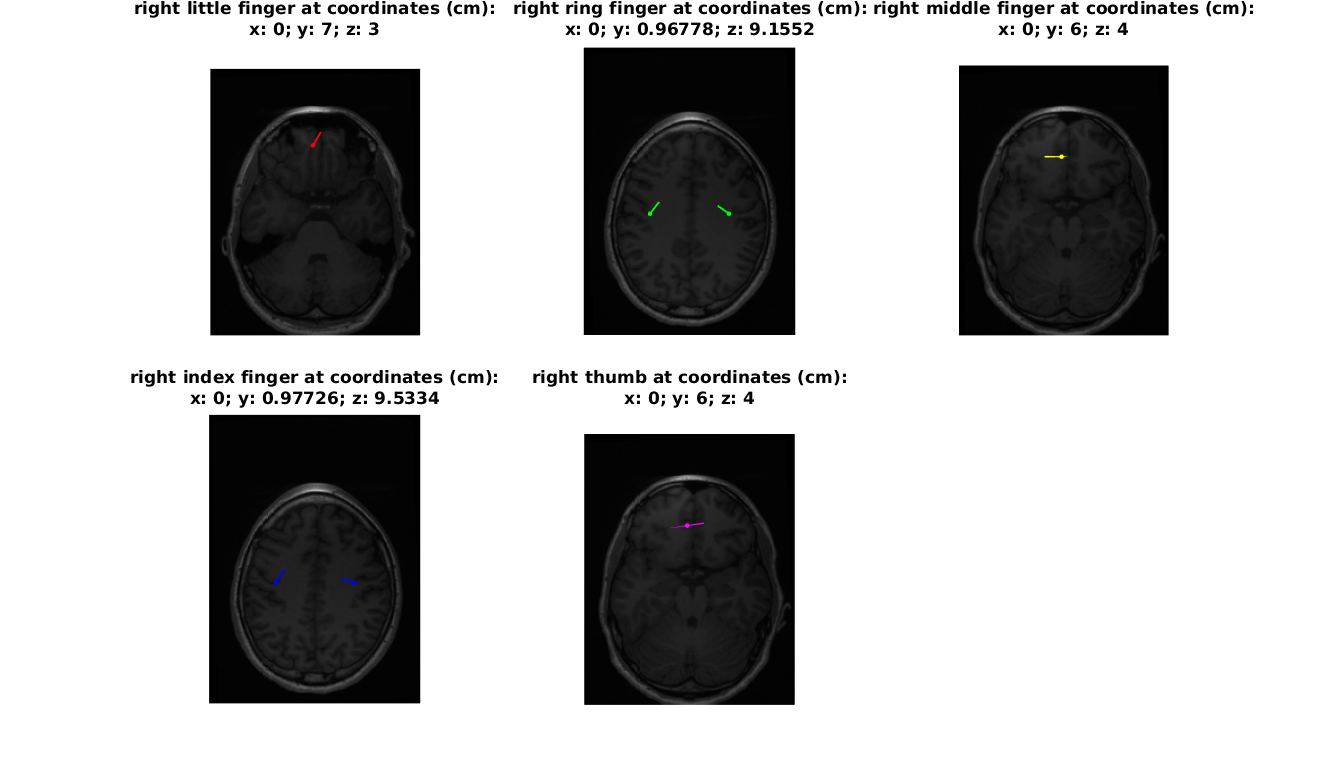 right little finger at coordinates (cm):
x: 0; y: 7; z: 3
right ring finger at coordinates (cm):
x: 0; y: 0.96778; z: 9.1552
right middle finger at coordinates (cm):
x: 0; y: 6; z: 4
right index finger at coordinates (cm):
x: 0; y: 0.97726; z: 9.5334
right thumb at coordinates (cm):
x: 0; y: 6; z: 4